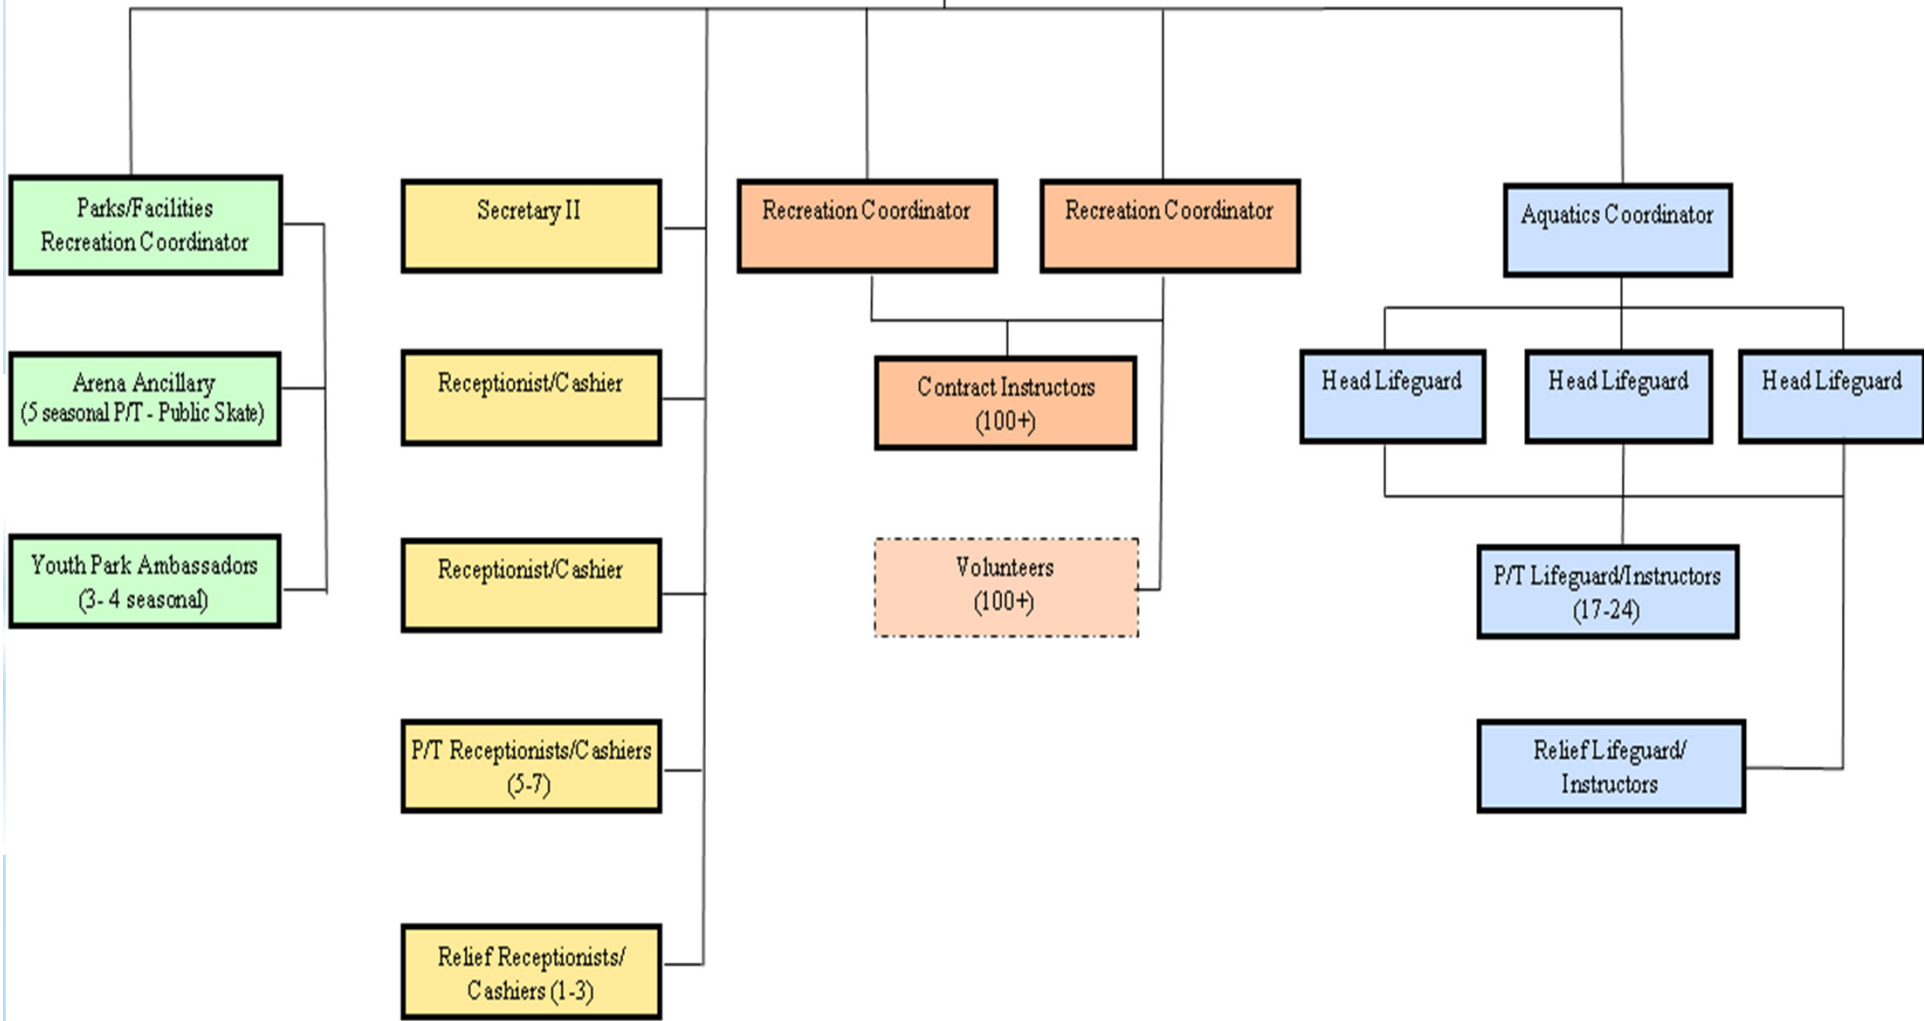 Parks/Facilities
Recreation Coordinator
Arena Ancillary
(5 seasonal P/T - Public Skate)
Youth Park Ambassadors
(3- 4 seasonal)
Secretary II
Receptionist/Cashier
Receptionist/Cashier
P/T Receptionists/Cashiers
(5-7)
Relief Receptionists/
Cashiers (1-3)
Recreation Coordinator
Recreation Coordinator
Contract Instructors
(100+)
Volunteers
(100+)
Aquatics Coordinator
Head Lifeguard
Head Lifeguard
Head Lifeguard
P/T Lifeguard/Instructors
(17-24)
Relief Lifeguard/
Instructors